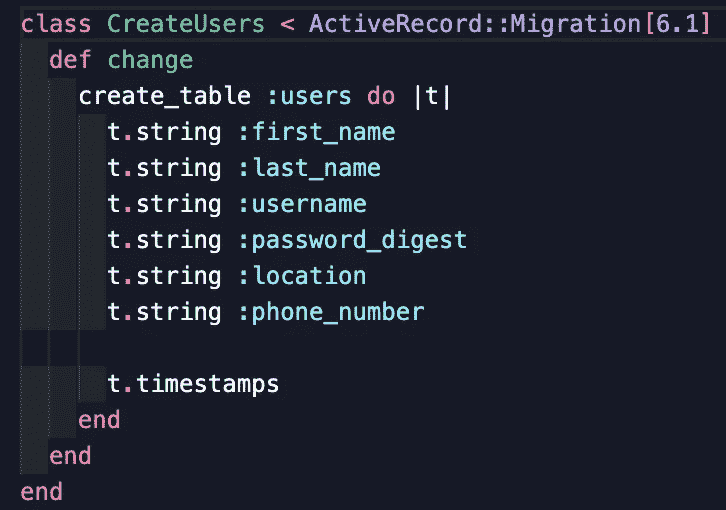 class CreateUsers < ActiveRecord::Migration[6.1]
  def change
    create_table :users do |t|
      t.string :first_name
      t.string :last_name
      t.string :username
      t.string :password_digest
      t.string :location
      t.string :phone_number

      t.timestamps
    end
  end
end